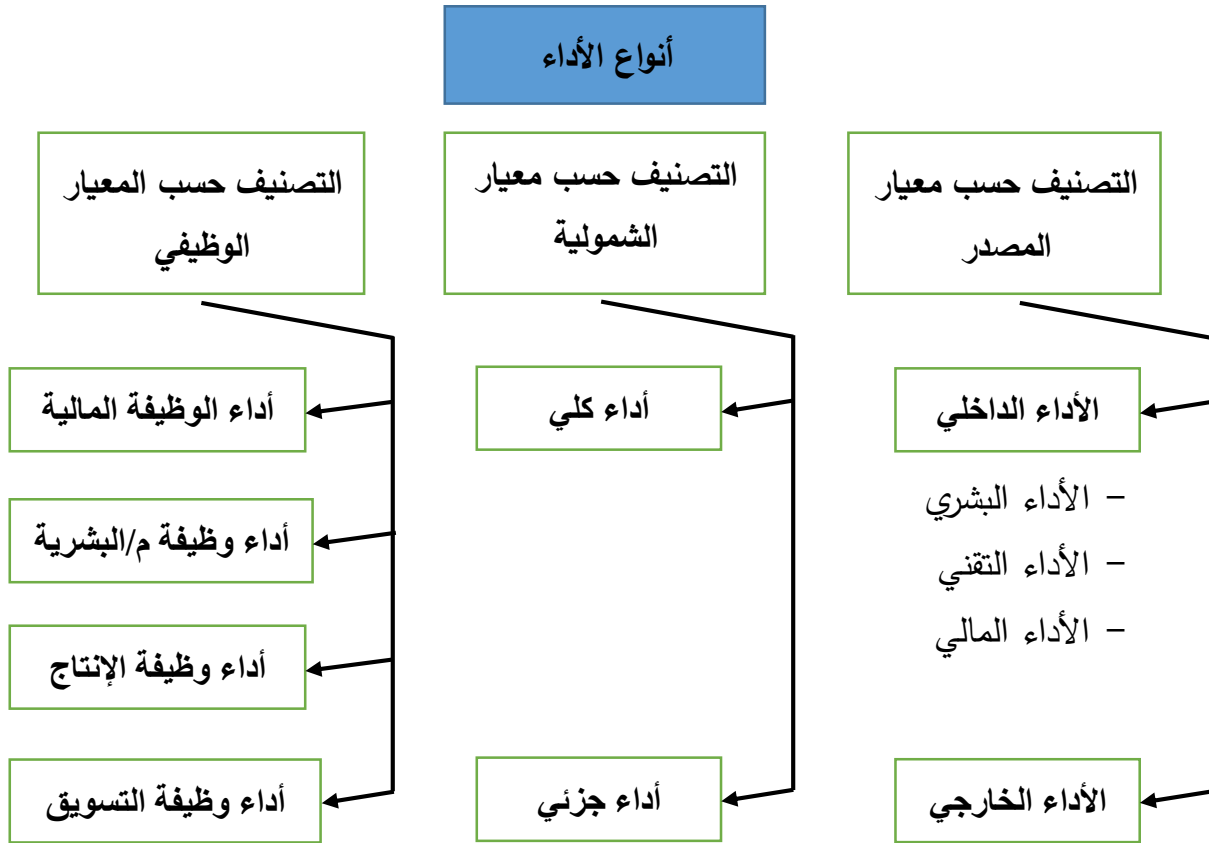 أنواع الأداء
التصنيف حسب معيار
المصدر
التصنيف حسب معيار
الشمولية
التصنيف حسب المعيار
الوظيفي
الأداء الداخلي
– الأداء البشري
– الأداء التقني
– الأداء المالي
الأداء الخارجي
أداء كلي
أداء جزئي
أداء الوظيفة المالية
أداء وظيفة م/البشرية
أداء وظيفة الإنتاج
أداء وظيفة التسويق